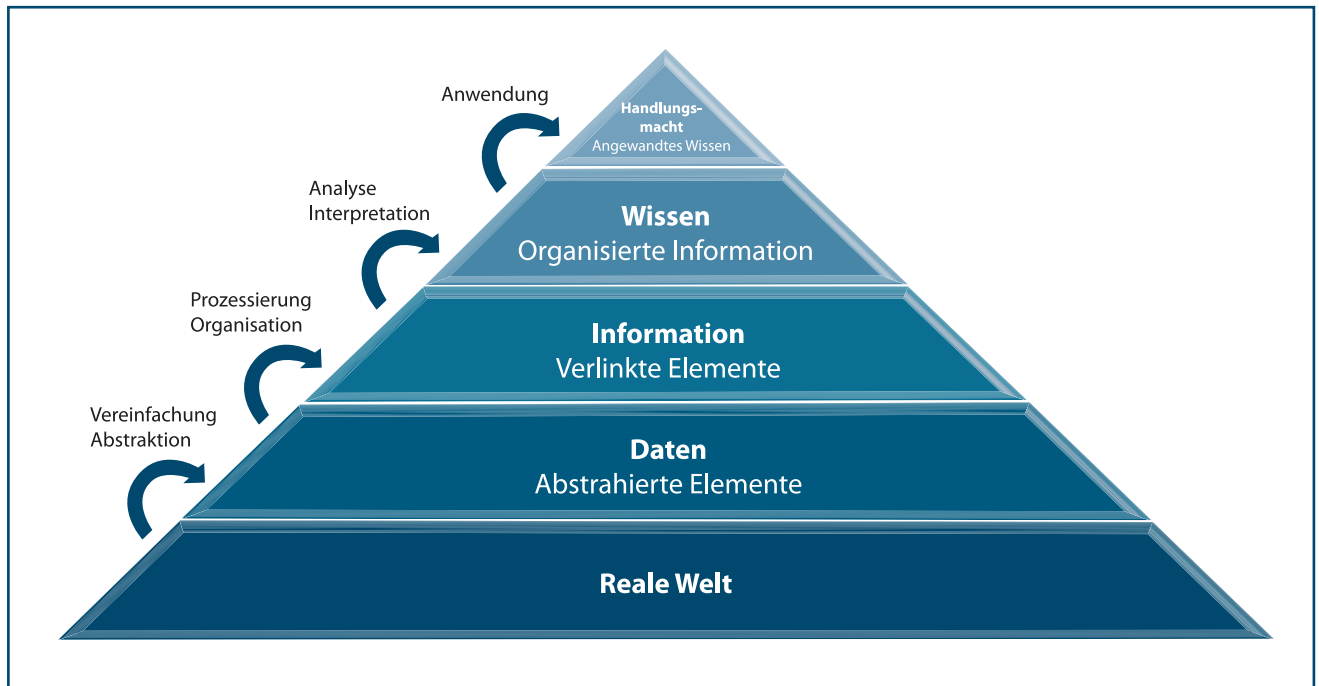 Anwendung
Handlungs-
macht
Angewandtes Wissen
Analyse
Interpretation
Wissen
Organisierte Information
Prozessierung
Organisation
Information
Verlinkte Elemente
Vereinfachung
Abstraktion
Daten
Abstrahierte Elemente
Reale Welt